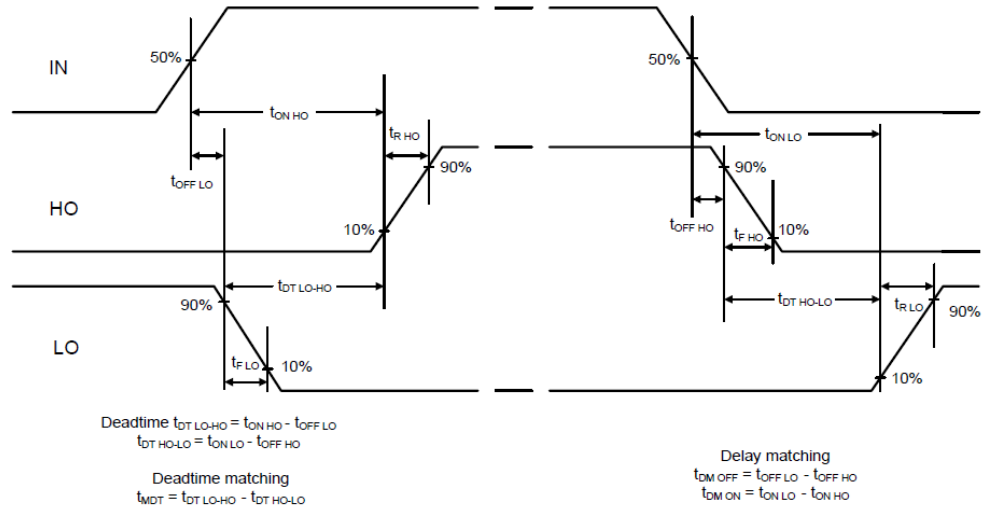 IN
50%
50%
tON HO
tR HO
tON LO
tOFF LO
90%
90%
HO
tOFF HO
10%
tF HO
10%
tDT LO-HO
tDT HO-LO
tR LO
90%
90%
LO
tF LO
10%
10%
Deadtime tDT LO-HO = tON HO - tOFF LO
tDT HO-LO = tON LO - tOFF HO
Deadtime matching
tMDT = tDT LO-HO - tDT HO-LO
Delay matching
tDM OFF = tOFF LO - tOFF HO
tDM ON = tON LO - tON HO